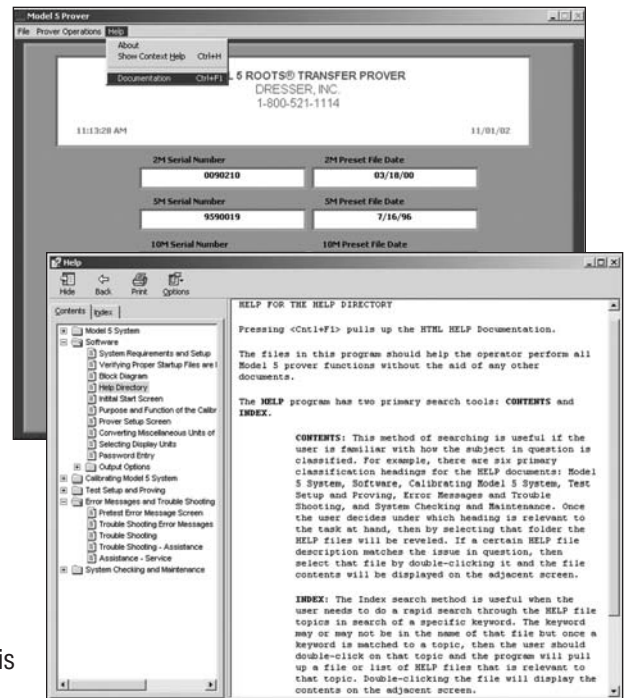 Model 5 Prover
File Prover Operations Help
About
Show Context Help Ctrl+H
Documentation Ctrl+F1
L 5 ROOTS® TRANSFER PROVER
DRESSER, INC.
1-800-521-1114
11:13:28 AM 11/01/02
2M Serial Number 2M Preset File Date
0090210 03/18/00
5M Serial Number 5M Preset File Date
9590019 7/16/96
10M Serial Number 10M Preset File Date
Help
Hide Back Print Options
Contents Index
Model 5 System
Software
System Requirements and Setup
Verifying Proper Startup Files are I
Block Diagram
Help Directory
Initial Start Screen
Purpose and Function of the Calibr
Prover Setup Screen
Converting Miscellaneous Units of
Selecting Display Units
Password Entry
Output Options
Calibrating Model 5 System
Test Setup and Proving
Error Messages and Trouble Shooting
Pretest Error Message Screen
Trouble Shooting Error Messages
Trouble Shooting
Trouble Shooting - Assistance
Assistance - Service
System Checking and Maintenance
HELP FOR THE HELP DIRECTORY
Pressing <Cntl+F1> pulls up the HTML HELP Documentation.
The files in this program should help the operator perform all
Model 5 prover functions without the aid of any other
documents.
The HELP program has two primary search tools: CONTENTS and
INDEX.
CONTENTS: This method of searching is useful if the
user is familiar with how the subject in question is
classified. For example, there are six primary
classification headings for the HELP documents: Model
5 System, Software, Calibrating Model 5 System, Test
Setup and Proving, Error Messages and Trouble
Shooting, and System Checking and Maintenance. Once
the user decides under which heading is relevant to
the task at hand, then by selecting that folder the
HELP files will be reveled. If a certain HELP file
description matches the issue in question, then
select that file by double-clicking it and the file
contents will be displayed on the adjacent screen.
INDEX: The Index search method is useful when the
user needs to do a rapid search through the HELP file
topics in search of a specific keyword. The keyword
may or may not be in the name of that file but once a
keyword is matched to a topic, then the user should
double-click on that topic and the program will pull
up a file or list of HELP files that is relevant to
that topic. Double-clicking the file will display the
contents on the adjacent screen.
is